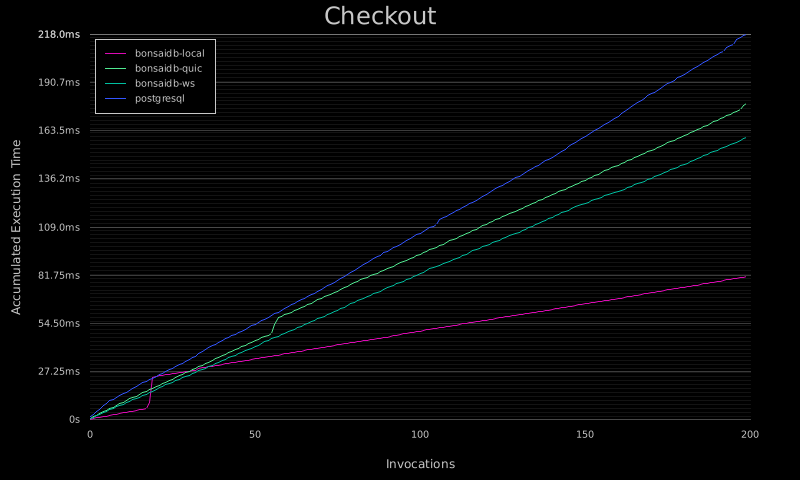 Checkout
218.0ms
bonsaidb-local
bonsaidb-quic
bonsaidb-ws
postgresql
190.7ms
163.5ms
136.2ms
109.0ms
81.75ms
54.50ms
27.25ms
0s
Accumulated Execution Time
0 50 100 150 200
Invocations